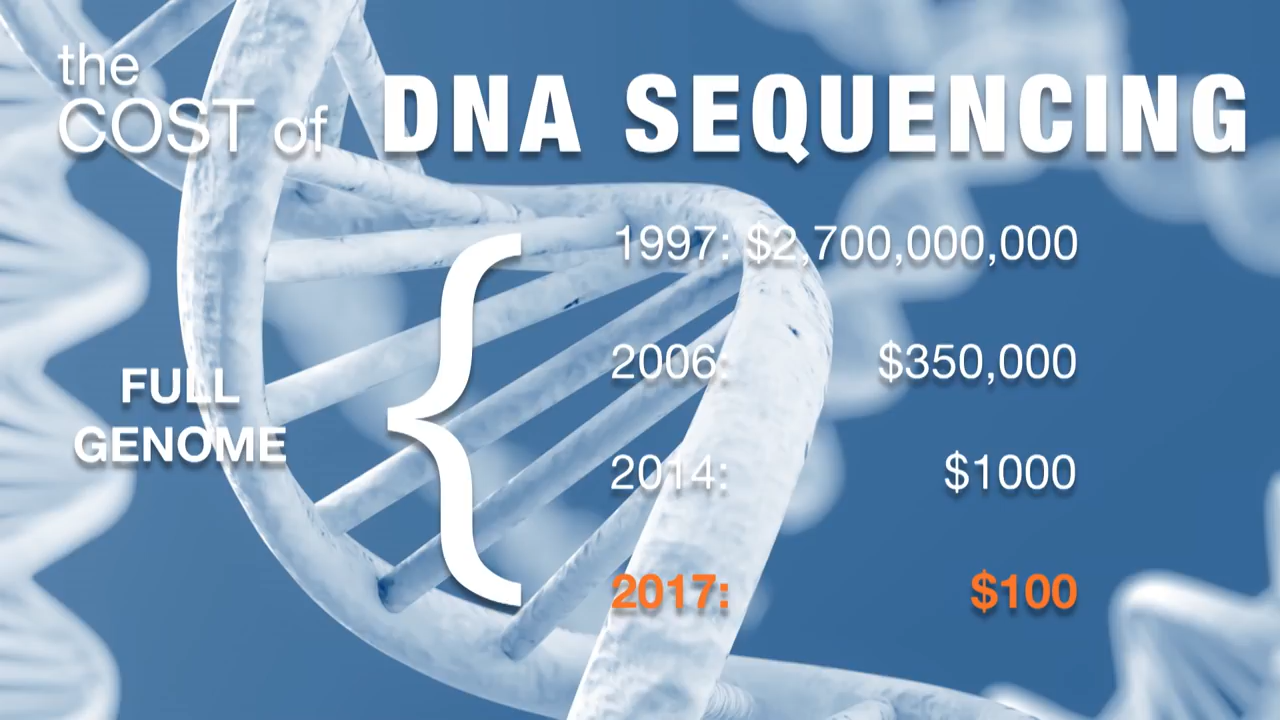 the
COST of DNA SEQUENCING
FULL
GENOME
{
1997: $2,700,000,000
2006: $350,000
2014: $1000
2017: $100